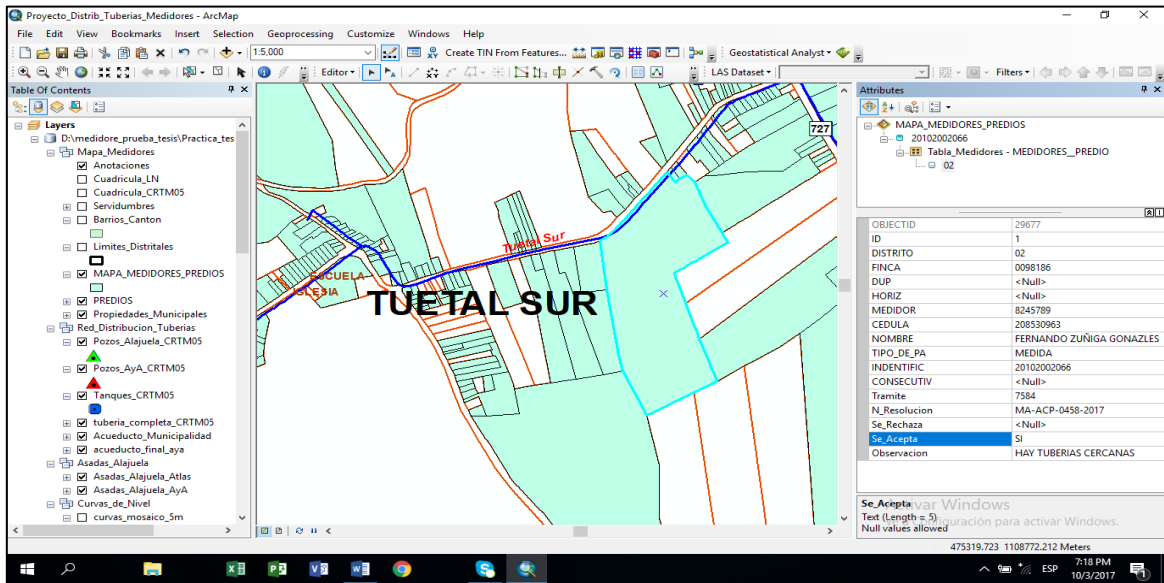 Proyecto_Distrib_Tuberias_Medidores - ArcMap
File Edit View Bookmarks Insert Selection Geoprocessing Customize Windows Help
1:5,000 Create TIN From Features... Geostatistical Analyst
Editor LAS Dataset Filters
Table Of Contents
Layers
D:\medidore_prueba_tesis\Practica_tes
Mapa_Medidores
Anotaciones
Cuadricula_LN
Cuadricula_CRTM05
Servidumbres
Barrios_Canton
Limites_Distritales
MAPA_MEDIDORES_PREDIOS
PREDIOS
Propiedades_Municipales
Red_Distribucion_Tuberias
Pozos_Alajuela_CRTM05
Pozos_AyA_CRTM05
Tanques_CRTM05
tuberia_completa_CRTM05
Acueducto_Municipalidad
acueducto_final_aya
Asadas_Alajuela
Asadas_Alajuela_Atlas
Asadas_Alajuela_AyA
Curvas_de_Nivel
curvas_mosaico_5m
727
Tuetal Sur
ESCUELA
IGLESIA
TUETAL SUR
Attributes
MAPA_MEDIDORES_PREDIOS
20102002066
Tabla_Medidores - MEDIDORES__PREDIO
02
OBJECTID 29677
ID 1
DISTRITO 02
FINCA 0098186
DUP <Null>
HORIZ <Null>
MEDIDOR 8245789
CEDULA 208530963
NOMBRE FERNANDO ZUÑIGA GONAZLES
TIPO_DE_PA MEDIDA
INDENTIFIC 20102002066
CONSECUTIV <Null>
Tramite 7584
N_Resolucion MA-ACP-0458-2017
Se_Rechaza <Null>
Se_Acepta SI
Observacion HAY TUBERIAS CERCANAS
Se_Acepta
Text (Length = 5)
Null values allowed
Activar Windows
configuración para activar Windows.
475319.723 1108772.212 Meters
ESP
7:18 PM
10/3/2017